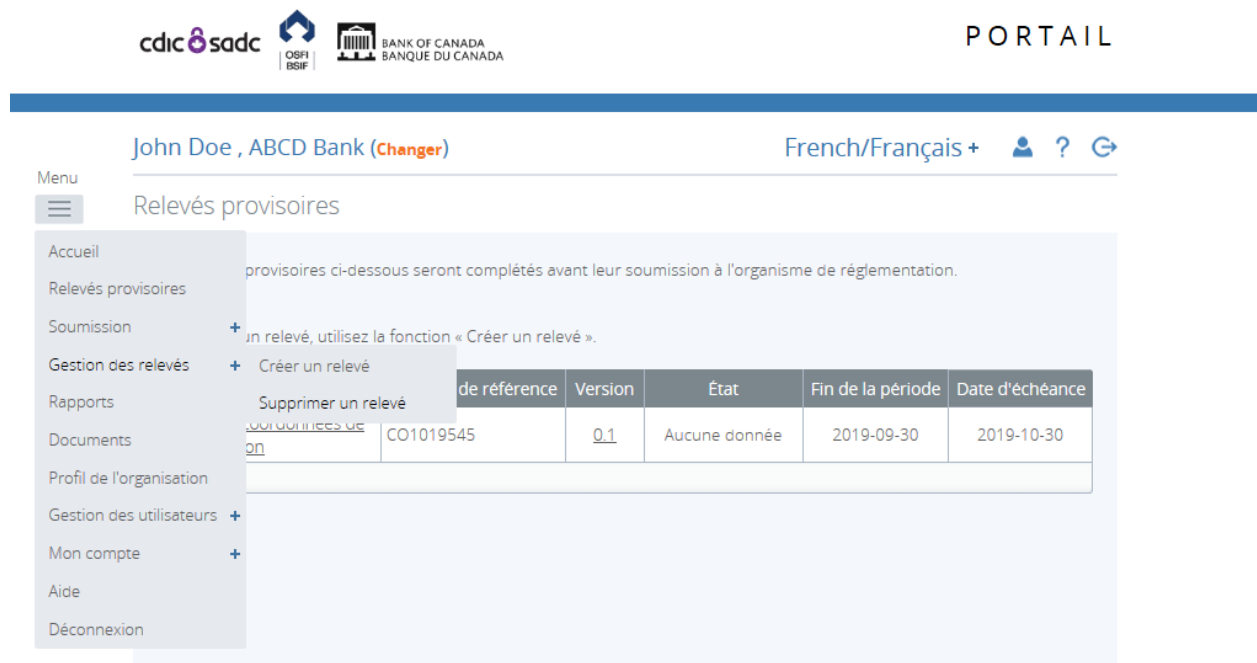 cdic sadc
OSFI
BSIF
BANK OF CANADA
BANQUE DU CANADA
PORTAIL
John Doe , ABCD Bank (Changer)
French/Français +
?
Menu
Relevés provisoires
Accueil
Relevés provisoires
Soumission +
Gestion des relevés +
Rapports
Documents
Profil de l'organisation
Gestion des utilisateurs +
Mon compte +
Aide
Déconnexion
Créer un relevé
Supprimer un relevé
provisoires ci-dessous seront complétés avant leur soumission à l'organisme de réglementation.
un relevé, utilisez la fonction « Créer un relevé ».
de référence Version État Fin de la période Date d'échéance
coordonnées de
on
CO1019545 0.1 Aucune donnée 2019-09-30 2019-10-30